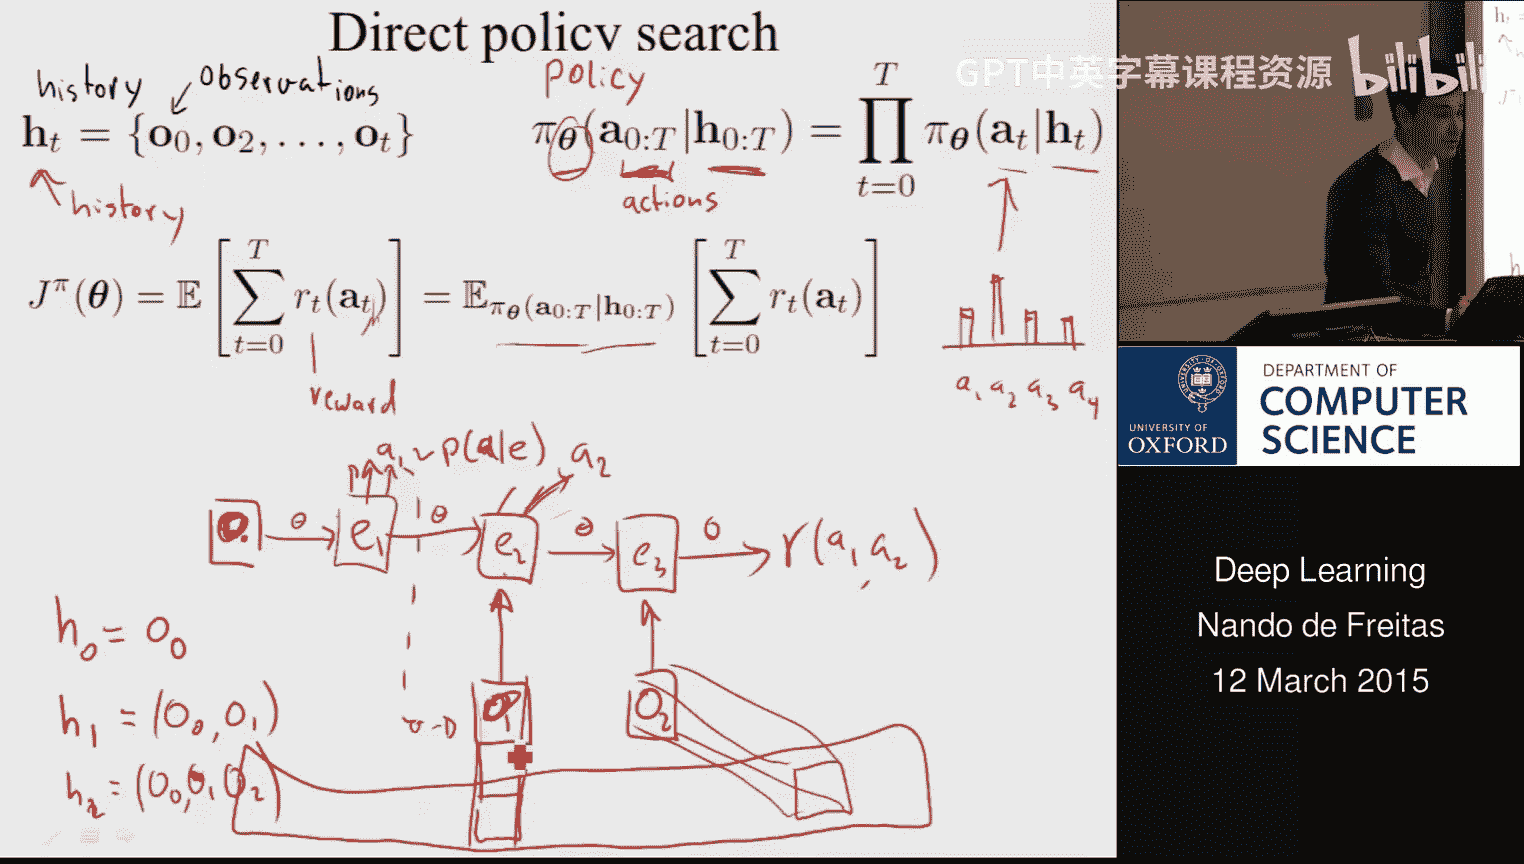 Direct policy search
history observations
policy
h_t = {o_0, o_2, . . . , o_t}
π_θ(a_{0:T}|h_{0:T}) = ∏_{t=0}^{T} π_θ(a_t|h_t)
history
actions
J^π(θ) = 𝔼 [∑_{t=0}^{T} r_t(a_t)] = 𝔼_{π_θ(a_{0:T}|h_{0:T})} [∑_{t=0}^{T} r_t(a_t)]
reward
a_1 a_2 a_3 a_4
a_1 ~ p(a|e) a_2
θ θ θ θ
e_1 e_2 e_3 r(a_1, a_2)
h_0 = o_0
h_1 = (o_0, o_1)
o_1 o_2
h_2 = (o_0, o_1, o_2)
GPT中英字幕课程资源 bilibili
UNIVERSITY OF
OXFORD
DEPARTMENT OF
COMPUTER
SCIENCE
Deep Learning
Nando de Freitas
12 March 2015